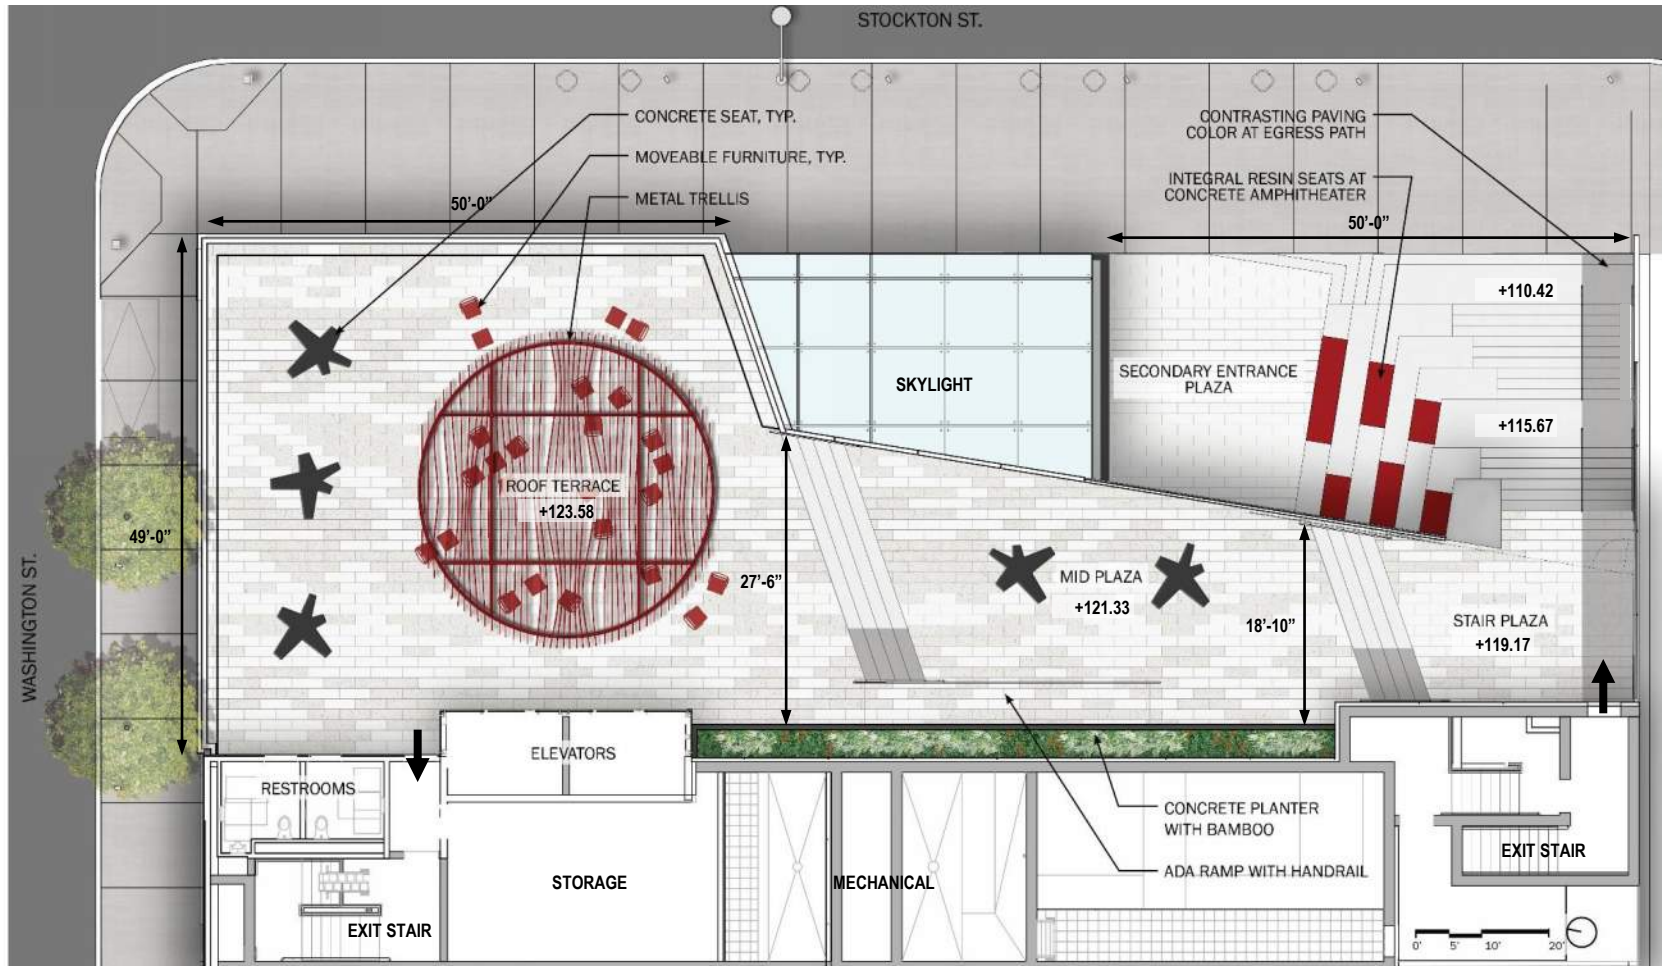 STOCKTON ST.
CONCRETE SEAT, TYP.
MOVEABLE FURNITURE, TYP.
METAL TRELLIS
50’-0”
CONTRASTING PAVING
COLOR AT EGRESS PATH
INTEGRAL RESIN SEATS AT
CONCRETE AMPHITHEATER
50’-0”
+110.42
SECONDARY ENTRANCE
PLAZA
SKYLIGHT
+115.67
ROOF TERRACE
+123.58
49’-0”
WASHINGTON ST.
27’-6”
MID PLAZA
+121.33
18’-10”
STAIR PLAZA
+119.17
ELEVATORS
RESTROOMS
CONCRETE PLANTER
WITH BAMBOO
ADA RAMP WITH HANDRAIL
STORAGE
MECHANICAL
EXIT STAIR
EXIT STAIR
0' 5' 10' 20'